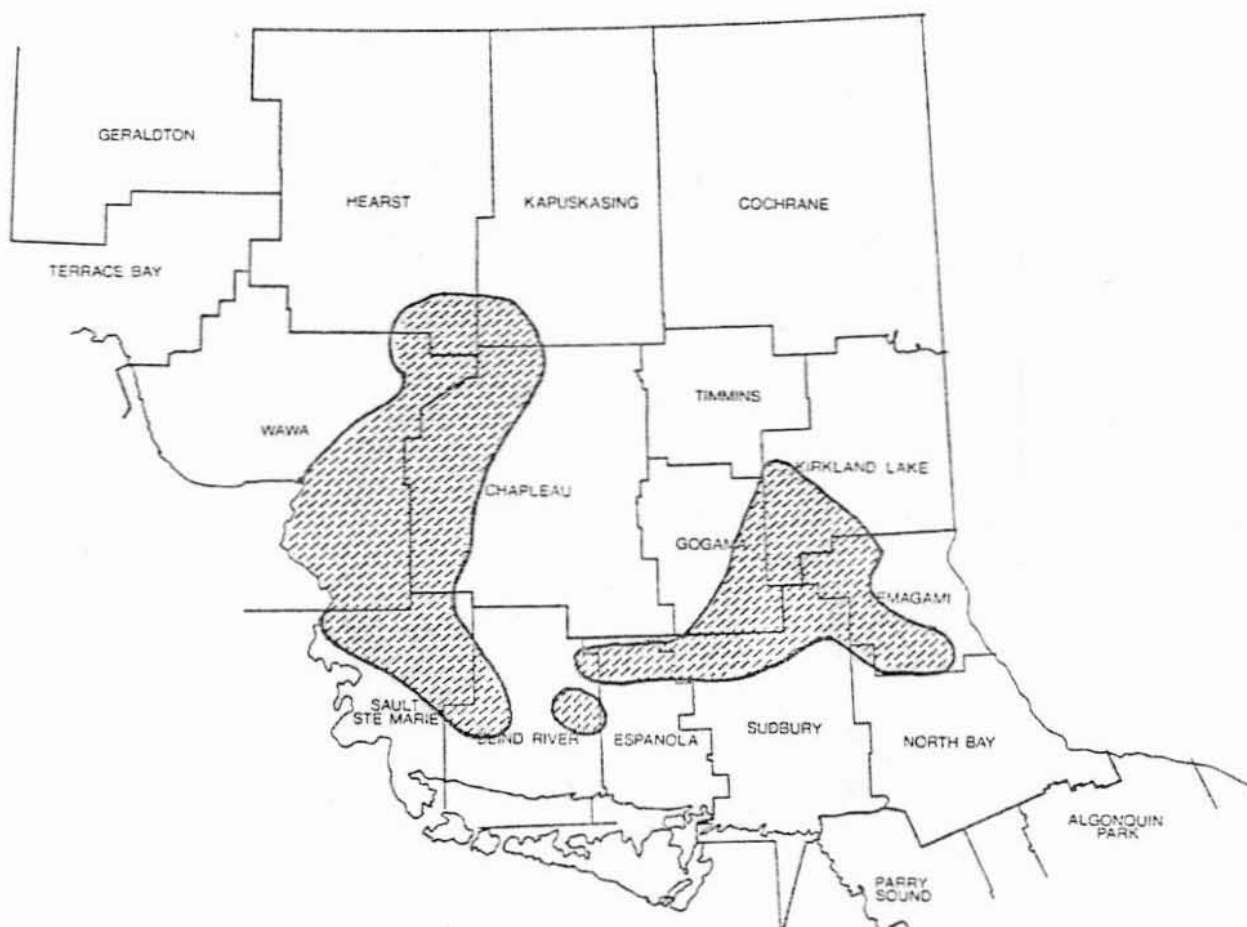 GERALDTON
HEARST
KAPUSKASING
COCHRANE
TERRACE BAY
TIMMINS
WAWA
KIRKLAND LAKE
CHAPLEAU
GOGAMA
EMAGAMI
SAULT
STE MARIE
BLIND RIVER
ESPANOLA
SUDBURY
NORTH BAY
ALGONQUIN
PARK
PARRY
SOUND